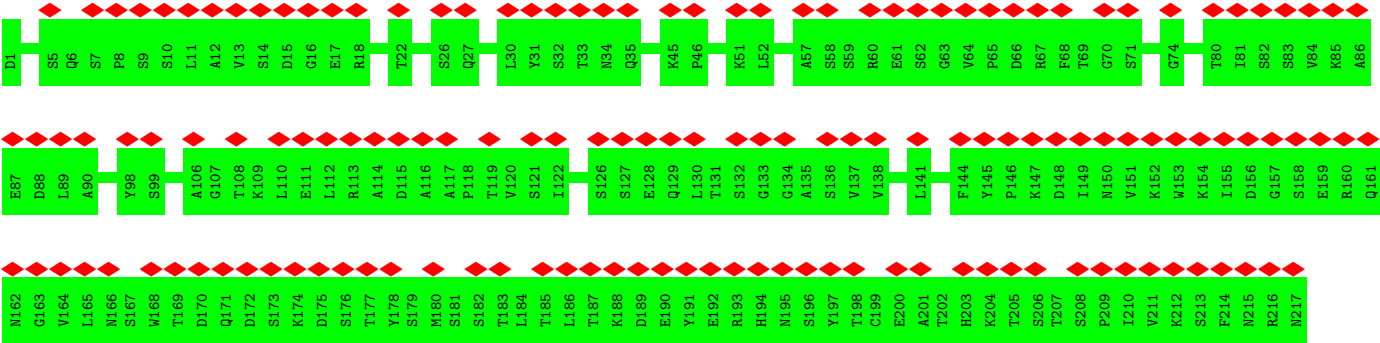 D1 S5 Q6 S7 P8 S9 S10 L11 A12 V13 S14 D15 G16 E17 R18 T22 S26 Q27 L30 Y31 S32 T33 N34 Q35 K45 P46 K51 L52 A57 S58 S59 R60 E61 S62 G63 V64 P65 D66 R67 F68 T69 G70 S71 G74 T80 I81 S82 S83 V84 K85 A86
E87 D88 L89 A90 Y98 S99 A106 G107 T108 K109 L110 E111 L112 R113 A114 D115 A116 A117 P118 T119 V120 S121 I122 S126 S127 E128 Q129 L130 T131 S132 G133 G134 A135 S136 V137 V138 L141 F144 Y145 P146 K147 D148 I149 N150 V151 K152 W153 K154 I155 D156 G157 S158 E159 R160 Q161
N162 G163 V164 L165 N166 S167 W168 T169 D170 Q171 D172 S173 K174 D175 S176 T177 Y178 S179 M180 S181 S182 T183 L184 T185 L186 T187 K188 D189 E190 Y191 E192 R193 H194 N195 S196 Y197 T198 C199 E200 A201 T202 H203 K204 T205 S206 T207 S208 P209 I210 V211 K212 S213 F214 N215 R216 N217